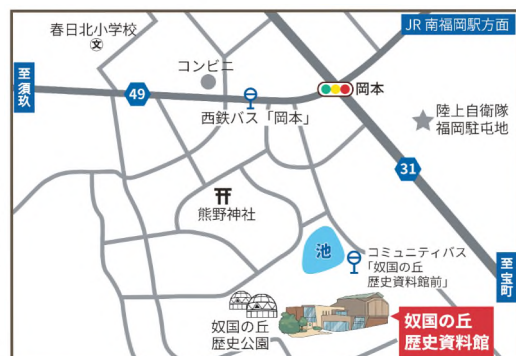 春日北小学校
文
JR 南福岡駅方面
至須玖
コンビニ
49
岡本
西鉄バス「岡本」
陸上自衛隊
福岡駐屯地
31
熊野神社
池
コミュニティバス
「奴国の丘
歴史資料館前」
至宝町
奴国の丘
歴史公園
奴国の丘
歴史資料館